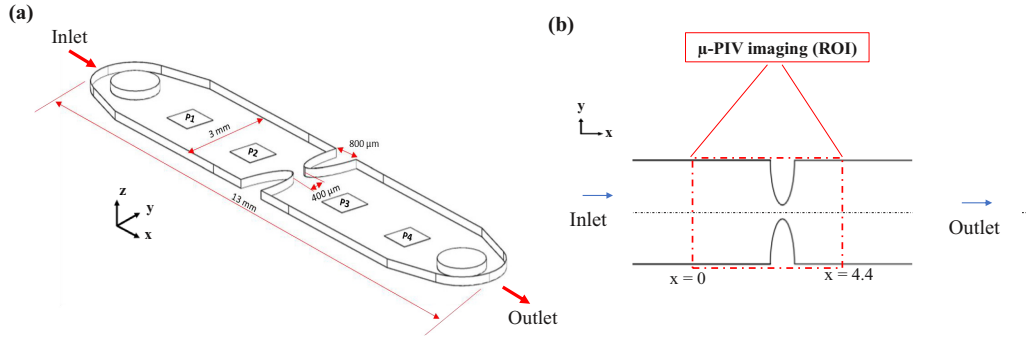 (a)
Inlet
P1
3 mm
P2
800 μm
400 μm
13 mm
P3
P4
z
y
x
Outlet
(b)
μ-PIV imaging (ROI)
y
x
Inlet
Outlet
x = 0
x = 4.4